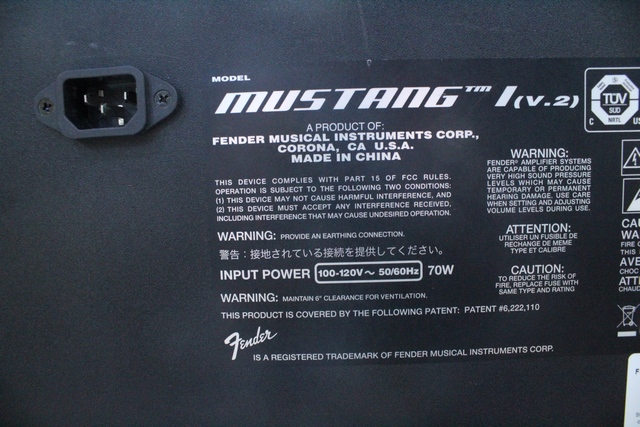 MODEL
MUSTANG™ I (V.2)
A PRODUCT OF:
FENDER MUSICAL INSTRUMENTS CORP.,
CORONA, CA U.S.A.
MADE IN CHINA
THIS DEVICE COMPLIES WITH PART 15 OF FCC RULES.
OPERATION IS SUBJECT TO THE FOLLOWING TWO CONDITIONS:
(1) THIS DEVICE MAY NOT CAUSE HARMFUL INTERFERENCE, AND
(2) THIS DEVICE MUST ACCEPT ANY INTERFERENCE RECEIVED,
INCLUDING INTERFERENCE THAT MAY CAUSE UNDESIRED OPERATION.
WARNING: PROVIDE AN EARTHING CONNECTION.
警告：接地されている接続を提供してください。
INPUT POWER 100-120V～ 50/60Hz 70W
WARNING: MAINTAIN 6" CLEARANCE FOR VENTILATION.
THIS PRODUCT IS COVERED BY THE FOLLOWING PATENT: PATENT #6,222,110
Fender
IS A REGISTERED TRADEMARK OF FENDER MUSICAL INSTRUMENTS CORP.
WARNING:
FENDER® AMPLIFIER SYSTEMS
ARE CAPABLE OF PRODUCING
VERY HIGH SOUND PRESSURE
LEVELS WHICH MAY CAUSE
TEMPORARY OR PERMANENT
HEARING DAMAGE. USE CARE
WHEN SETTING AND ADJUSTING
VOLUME LEVELS DURING USE.
ATTENTION:
UTILISER UN FUSIBLE DE
RECHANGE DE MÊME
TYPE ET CALIBRE
CAUTION:
TO REDUCE THE RISK OF
FIRE, REPLACE FUSE WITH
SAME TYPE AND RATING
TÜV
SÜD
NRTL
C US
CA
WA
FIRE
THIS
AVE
CHO
ATT
CHAUD
F